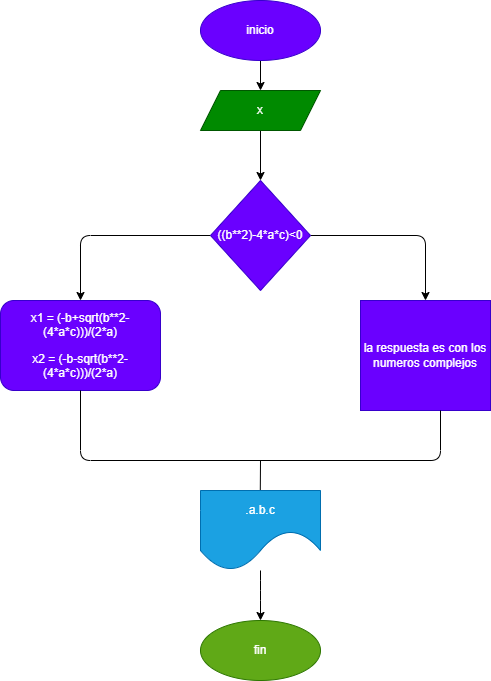 inicio
x
((b**2)-4*a*c)<0
x1 = (-b+sqrt(b**2-
(4*a*c)))/(2*a)
x2 = (-b-sqrt(b**2-
(4*a*c)))/(2*a)
la respuesta es con los
numeros complejos
.a.b.c
fin